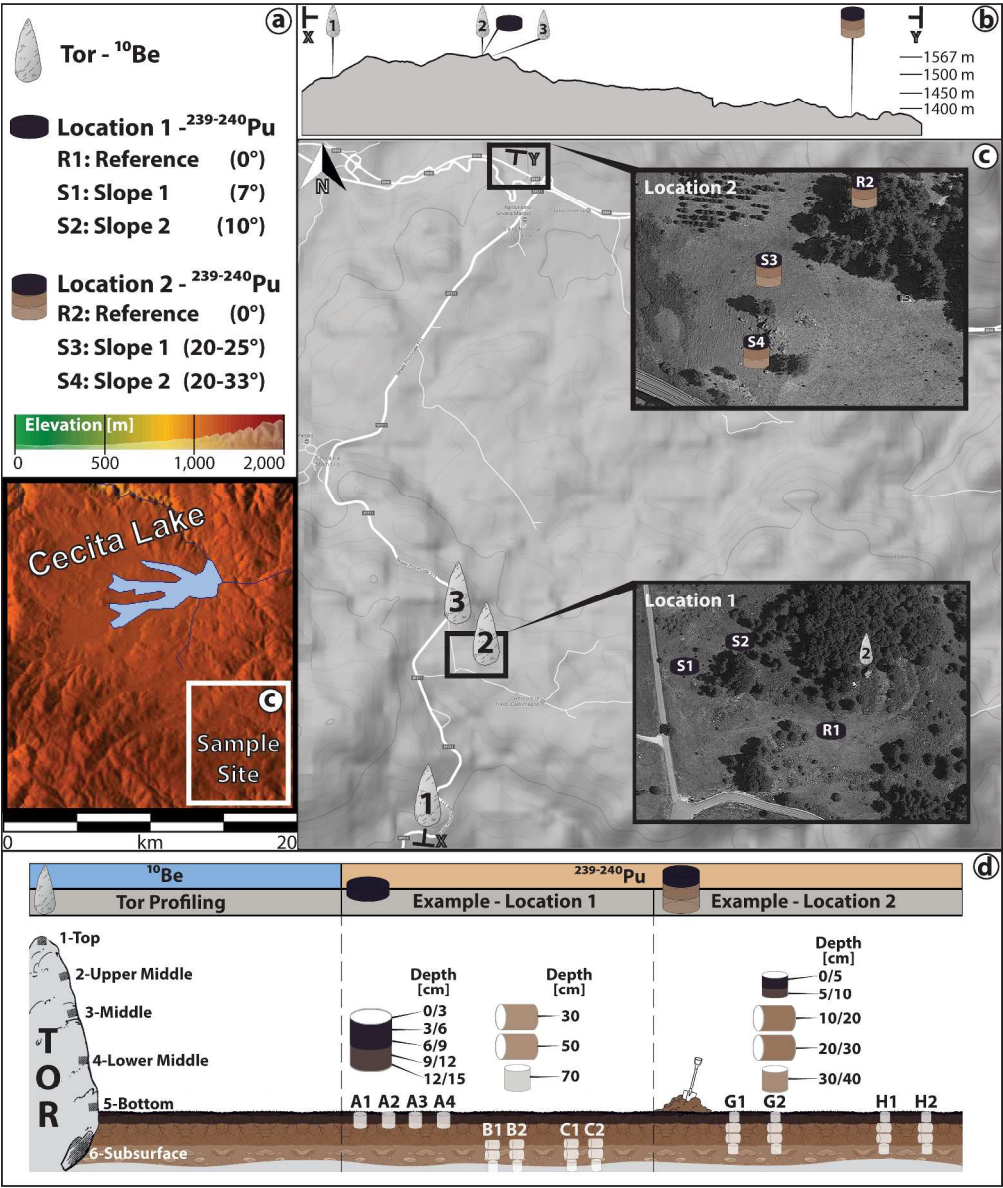 a
Tor - ¹⁰Be
Location 1 -²³⁹⁻²⁴⁰Pu
R1: Reference (0°)
S1: Slope 1 (7°)
S2: Slope 2 (10°)
Location 2 - ²³⁹⁻²⁴⁰Pu
R2: Reference (0°)
S3: Slope 1 (20-25°)
S4: Slope 2 (20-33°)
Elevation [m]
0 500 1,000 2,000
Cecita Lake
c
Sample
Site
0 km 20
b
X 1 2 3 Y
1567 m
1500 m
1450 m
1400 m
c
N
Y
Location 2
R2
S3
S4
3
2
1
X
Location 1
S2
S1
2
R1
d
¹⁰Be ²³⁹⁻²⁴⁰Pu
Tor Profiling Example - Location 1 Example - Location 2
TOR
1-Top
2-Upper Middle
3-Middle
4-Lower Middle
5-Bottom
6-Subsurface
Depth
[cm]
0/3
3/6
6/9
9/12
12/15
Depth
[cm]
30
50
70
A1 A2 A3 A4
B1 B2 C1 C2
Depth
[cm]
0/5
5/10
10/20
20/30
30/40
G1 G2 H1 H2